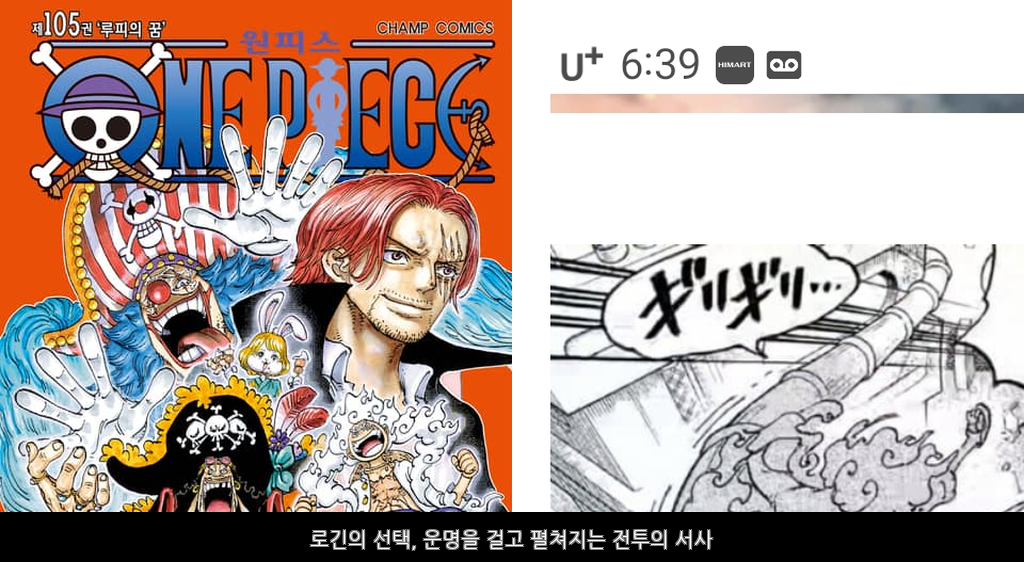 제105권 '루피의 꿈'
CHAMP COMICS
원피스
ONE PIECE
U+ 6:39 HIMART
ギリギリ…
로긴의 선택, 운명을 걸고 펼쳐지는 전투의 서사